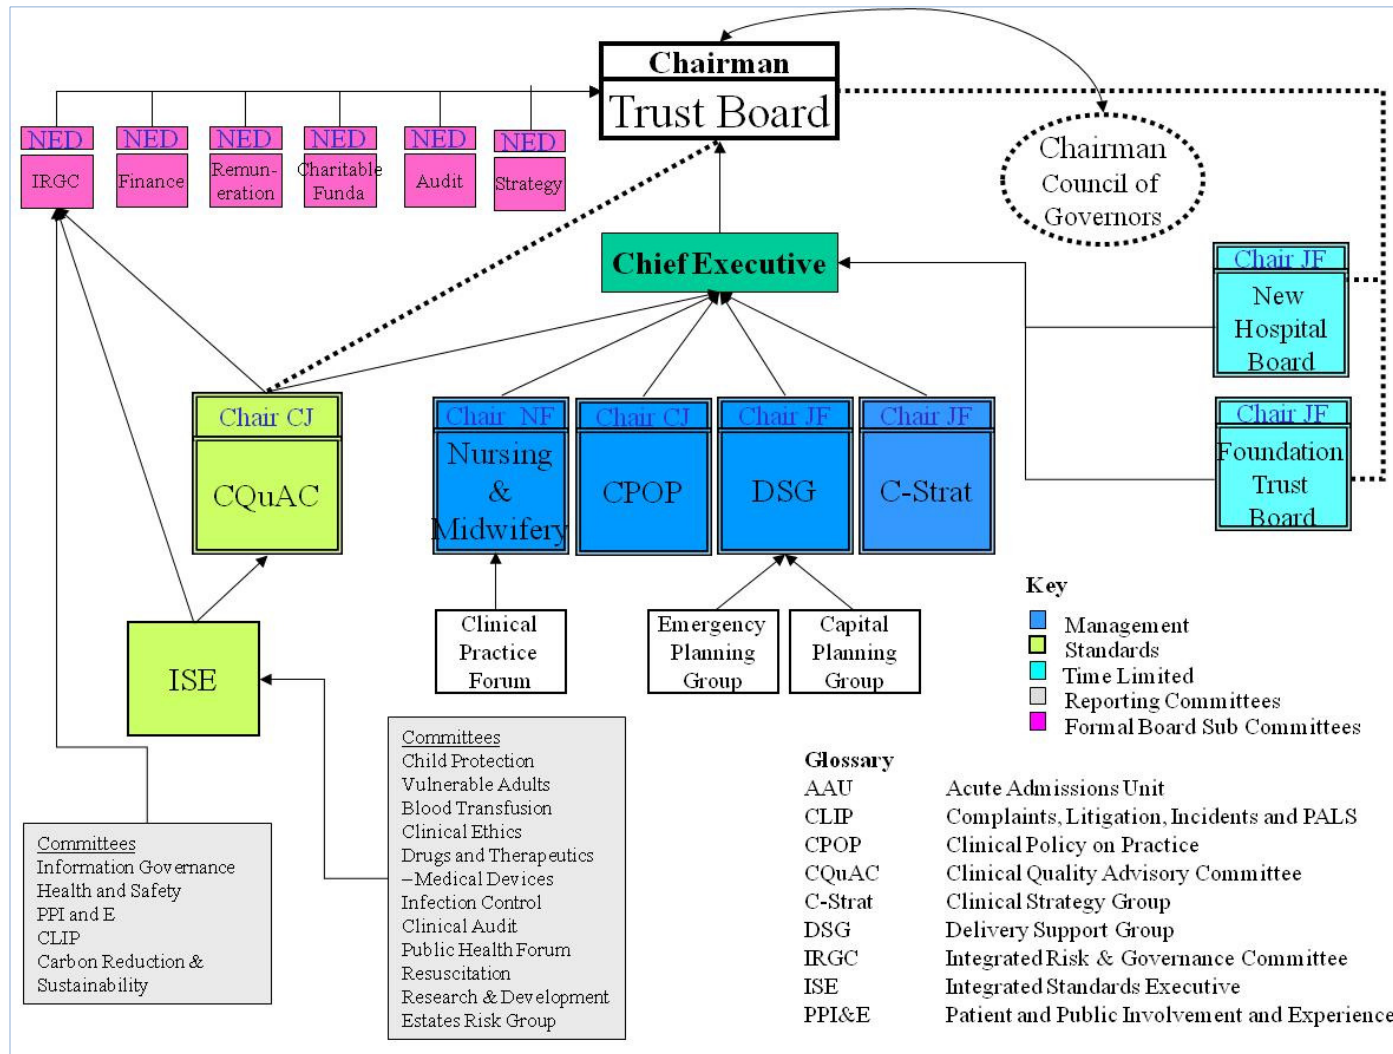 Chairman
Trust Board
NED
IRGC
NED
Finance
NED
Remun-
eration
NED
Charitable
Funda
NED
Audit
NED
Strategy
Chairman
Council of
Governors
Chief Executive
Chair JF
New
Hospital
Board
Chair JF
Foundation
Trust
Board
Chair CJ
CQuAC
Chair NF
Nursing
&
Midwifery
Chair CJ
CPOP
Chair JF
DSG
Chair JF
C-Strat
ISE
Clinical
Practice
Forum
Emergency
Planning
Group
Capital
Planning
Group
Key
Management
Standards
Time Limited
Reporting Committees
Formal Board Sub Committees
Committees
Information Governance
Health and Safety
PPI and E
CLIP
Carbon Reduction &
Sustainability
Committees
Child Protection
Vulnerable Adults
Blood Transfusion
Clinical Ethics
Drugs and Therapeutics
–Medical Devices
Infection Control
Clinical Audit
Public Health Forum
Resuscitation
Research & Development
Estates Risk Group
Glossary
AAU Acute Admissions Unit
CLIP Complaints, Litigation, Incidents and PALS
CPOP Clinical Policy on Practice
CQuAC Clinical Quality Advisory Committee
C-Strat Clinical Strategy Group
DSG Delivery Support Group
IRGC Integrated Risk & Governance Committee
ISE Integrated Standards Executive
PPI&E Patient and Public Involvement and Experience